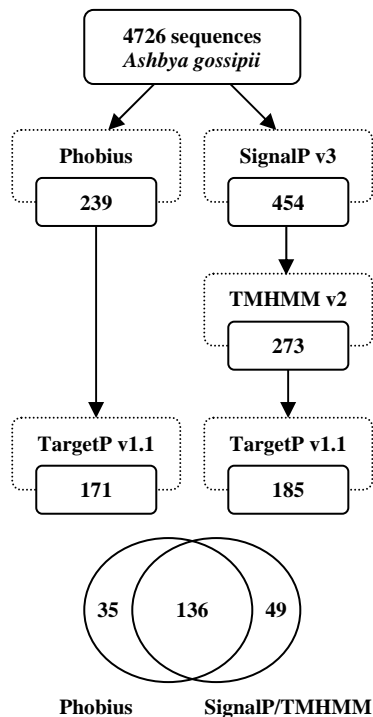 4726 sequences
Ashbya gossipii
Phobius
239
SignalP v3
454
TMHMM v2
273
TargetP v1.1
171
TargetP v1.1
185
35
136
49
Phobius
SignalP/TMHMM